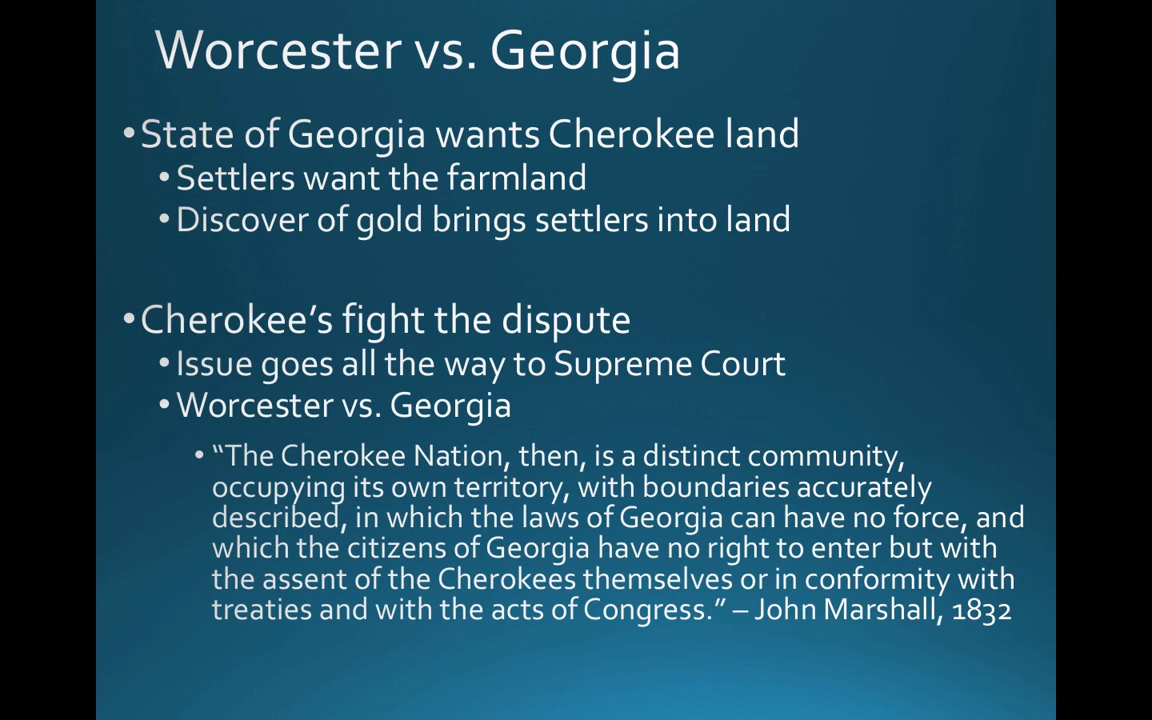 Worcester vs. Georgia
•State of Georgia wants Cherokee land
•Settlers want the farmland
•Discover of gold brings settlers into land
•Cherokee’s fight the dispute
•Issue goes all the way to Supreme Court
•Worcester vs. Georgia
• “The Cherokee Nation, then, is a distinct community,
occupying its own territory, with boundaries accurately
described, in which the laws of Georgia can have no force, and
which the citizens of Georgia have no right to enter but with
the assent of the Cherokees themselves or in conformity with
treaties and with the acts of Congress.” – John Marshall, 1832